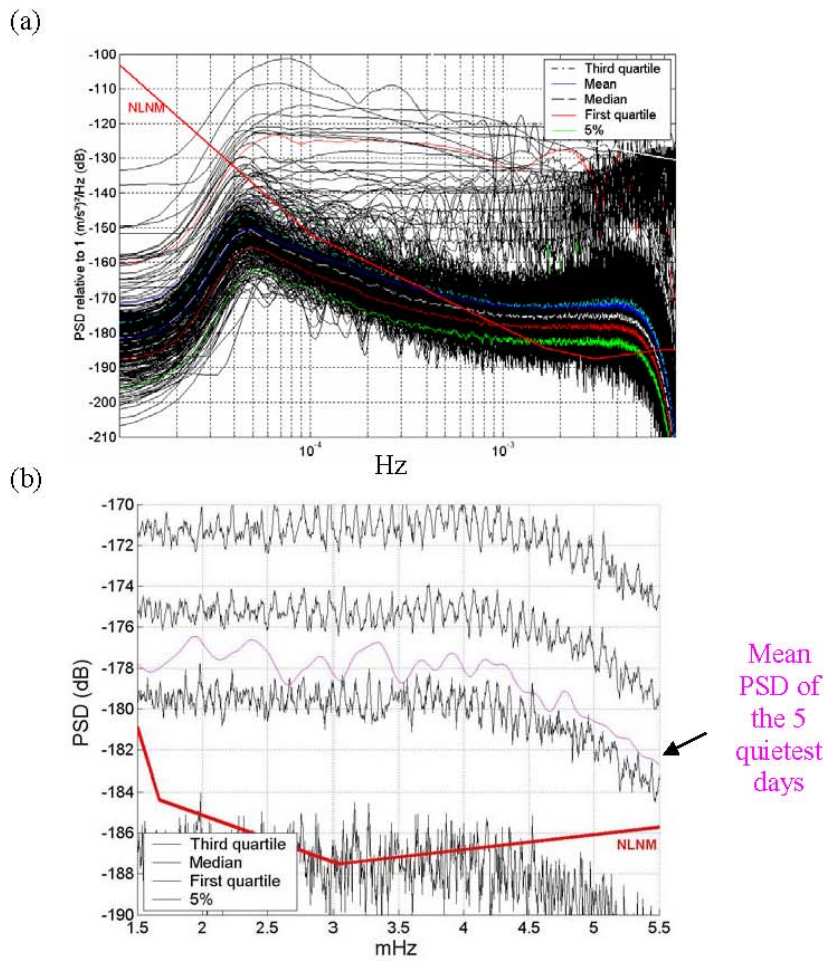 (a)
-100
-110
-120
-130
-140
-150
-160
-170
-180
-190
-200
-210
PSD relative to 1 (m/s²)²/Hz (dB)
NLNM
Third quartile
Mean
Median
First quartile
5%
10⁻⁴
10⁻³
Hz
(b)
-170
-172
-174
-176
-178
-180
-182
-184
-186
-188
-190
PSD (dB)
Third quartile
Median
First quartile
5%
NLNM
1.5 2 2.5 3 3.5 4 4.5 5 5.5
mHz
Mean
PSD of
the 5
quietest
days